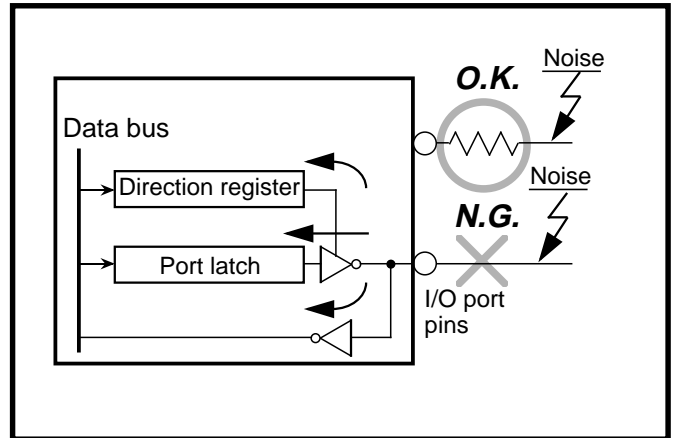 Noise
O.K.
Data bus
Direction register
Noise
N.G.
Port latch
I/O port
pins